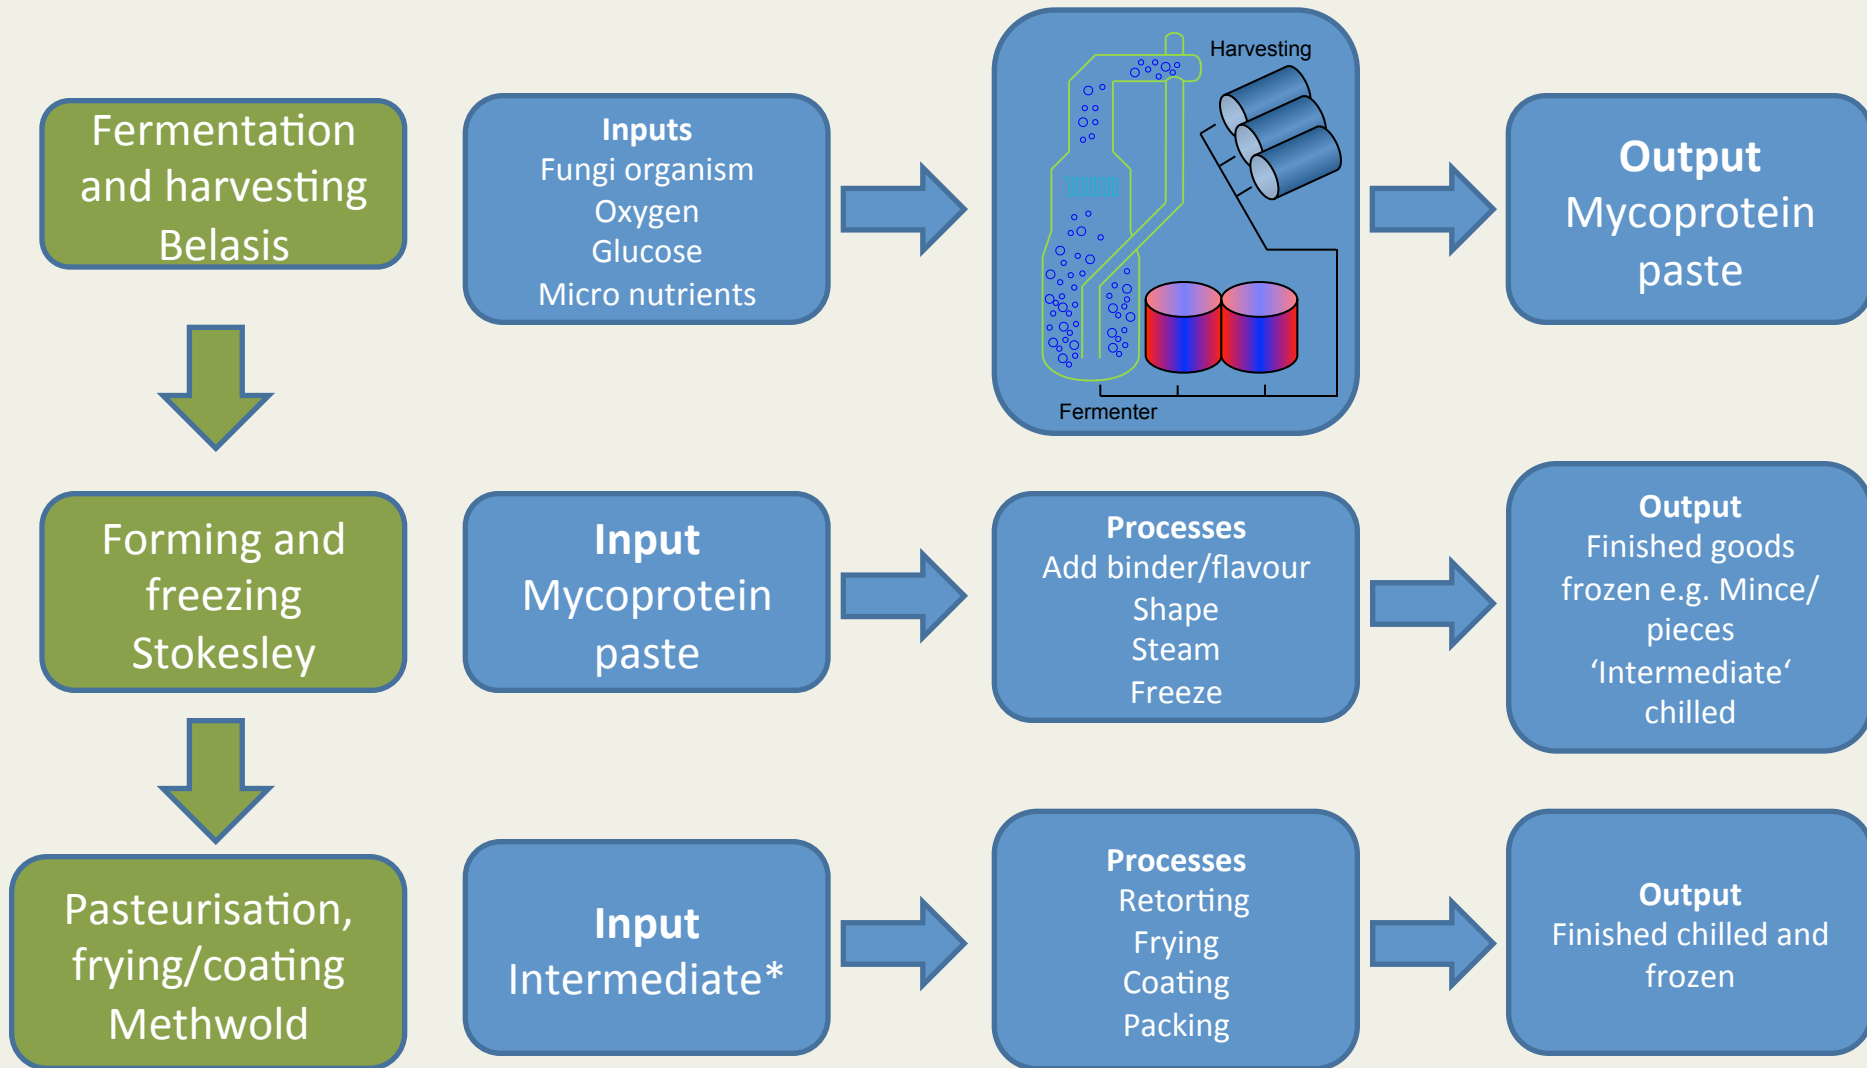 Fermentation
and harvesting
Belasis
Inputs
Fungi organism
Oxygen
Glucose
Micro nutrients
Harvesting
Fermenter
Output
Mycoprotein
paste
Forming and
freezing
Stokesley
Input
Mycoprotein
paste
Processes
Add binder/flavour
Shape
Steam
Freeze
Output
Finished goods
frozen e.g. Mince/
pieces
‘Intermediate‘
chilled
Pasteurisation,
frying/coating
Methwold
Input
Intermediate*
Processes
Retorting
Frying
Coating
Packing
Output
Finished chilled and
frozen